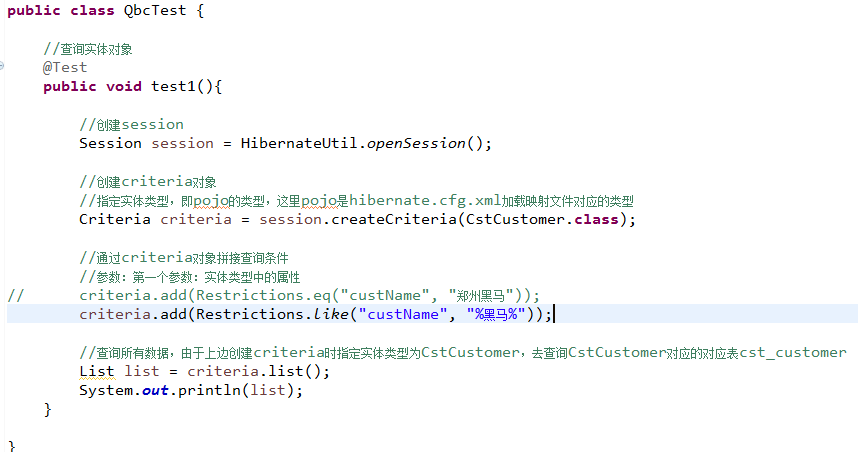 public class QbcTest {
//查询实体对象
@Test
public void test1(){
//创建session
Session session = HibernateUtil.openSession();
//创建criteria对象
//指定实体类型，即pojo的类型，这里pojo是hibernate.cfg.xml加载映射文件对应的类型
Criteria criteria = session.createCriteria(CstCustomer.class);
//通过criteria对象拼接查询条件
//参数：第一个参数：实体类型中的属性
// criteria.add(Restrictions.eq("custName", "郑州黑马"));
criteria.add(Restrictions.like("custName", "%黑马%"));
//查询所有数据，由于上边创建criteria时指定实体类型为CstCustomer，去查询CstCustomer对应的对应表cst_customer
List list = criteria.list();
System.out.println(list);
}
}